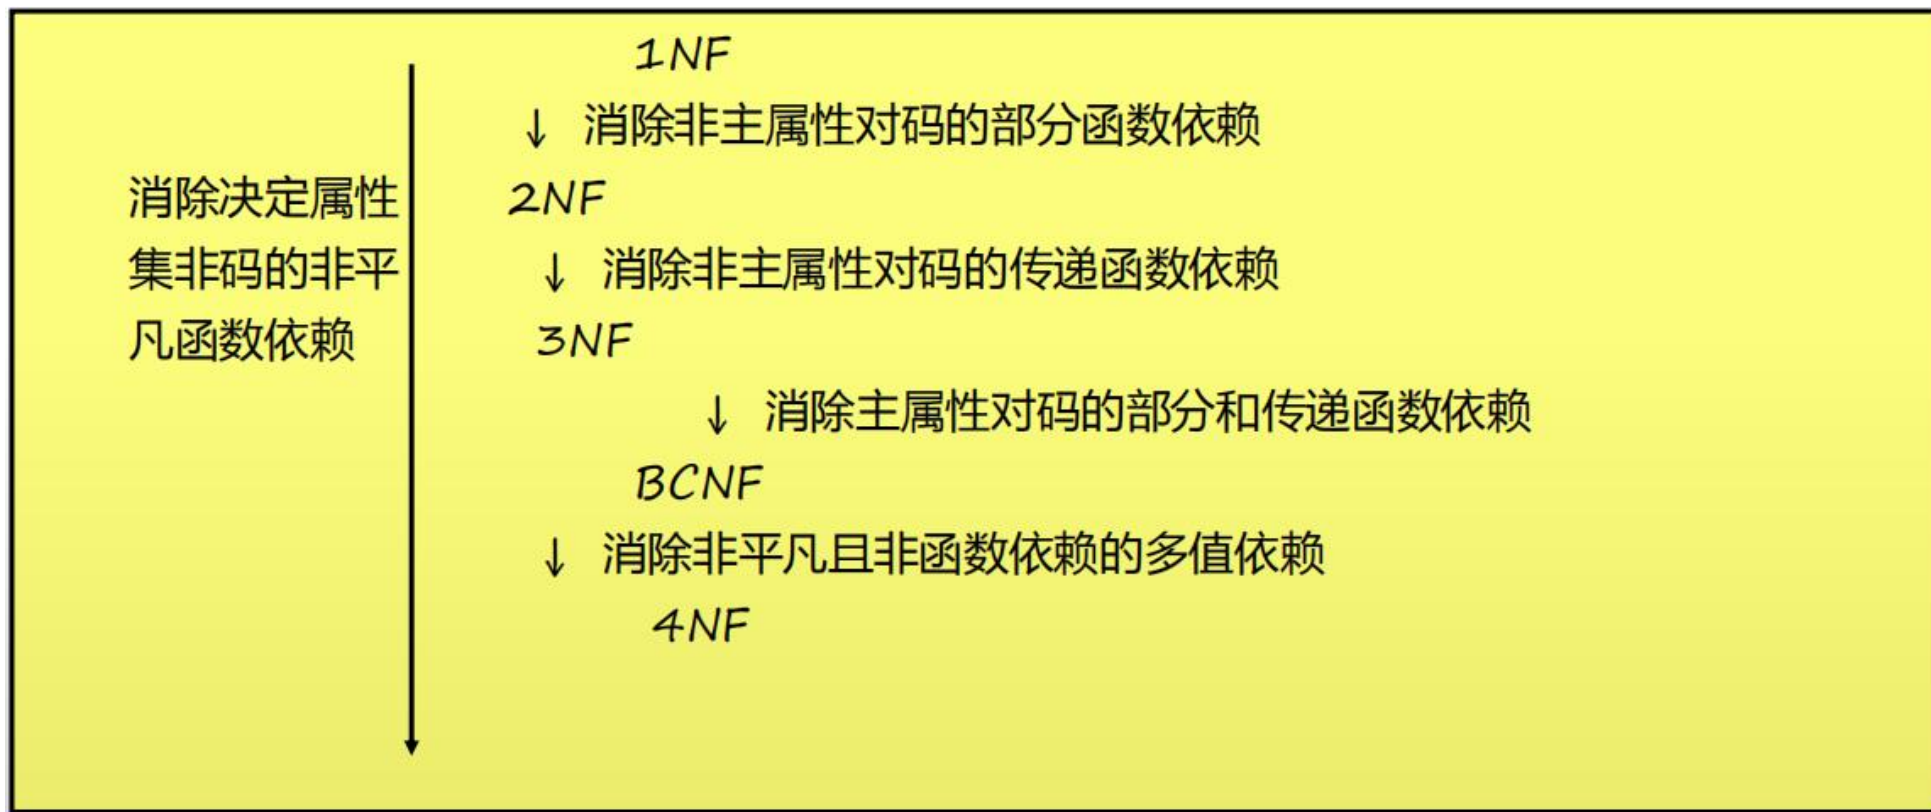 1NF
↓ 消除非主属性对码的部分函数依赖
消除决定属性 2NF
集非码的非平 ↓ 消除非主属性对码的传递函数依赖
凡函数依赖 3NF
↓ 消除主属性对码的部分和传递函数依赖
BCNF
↓ 消除非平凡且非函数依赖的多值依赖
4NF